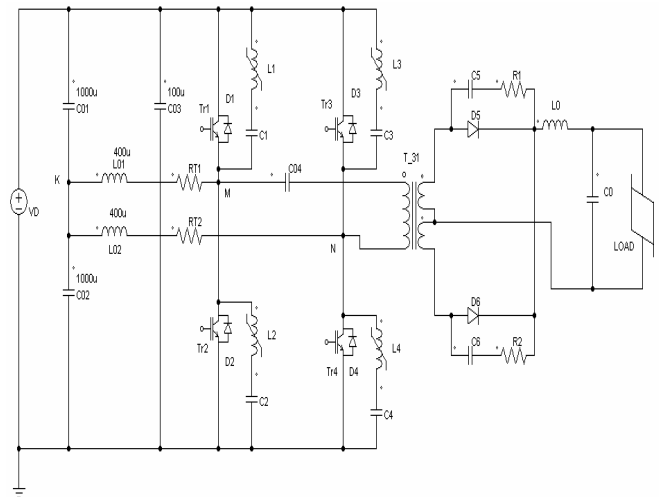 1000u
C01
100u
C03
Tr1
D1
L1
C1
Tr3
D3
L3
C3
C5
R1
D5
L0
400u
L01
RT1
K
M
C04
T_31
VD
400u
L02
RT2
N
C0
LOAD
1000u
C02
Tr2
D2
L2
C2
Tr4
D4
L4
C4
D6
C6
R2